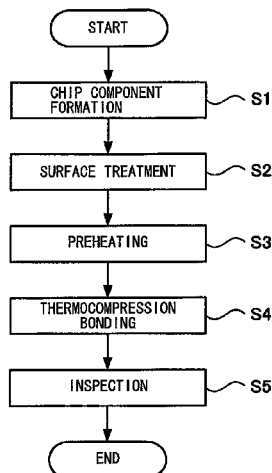 START
CHIP COMPONENT
FORMATION
S1
SURFACE TREATMENT
S2
PREHEATING
S3
THERMOCOMPRESSION
BONDING
S4
INSPECTION
S5
END